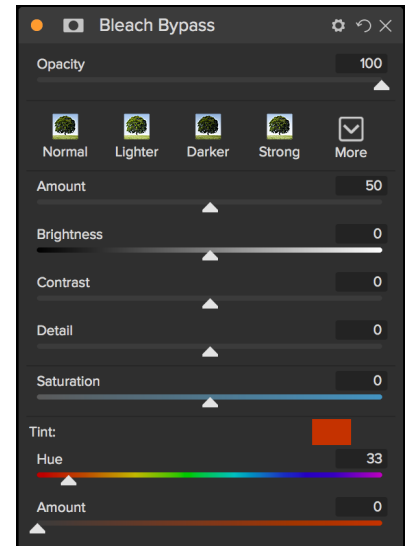 Bleach Bypass
Opacity 100
Normal Lighter Darker Strong More
Amount 50
Brightness 0
Contrast 0
Detail 0
Saturation 0
Tint:
Hue 33
Amount 0